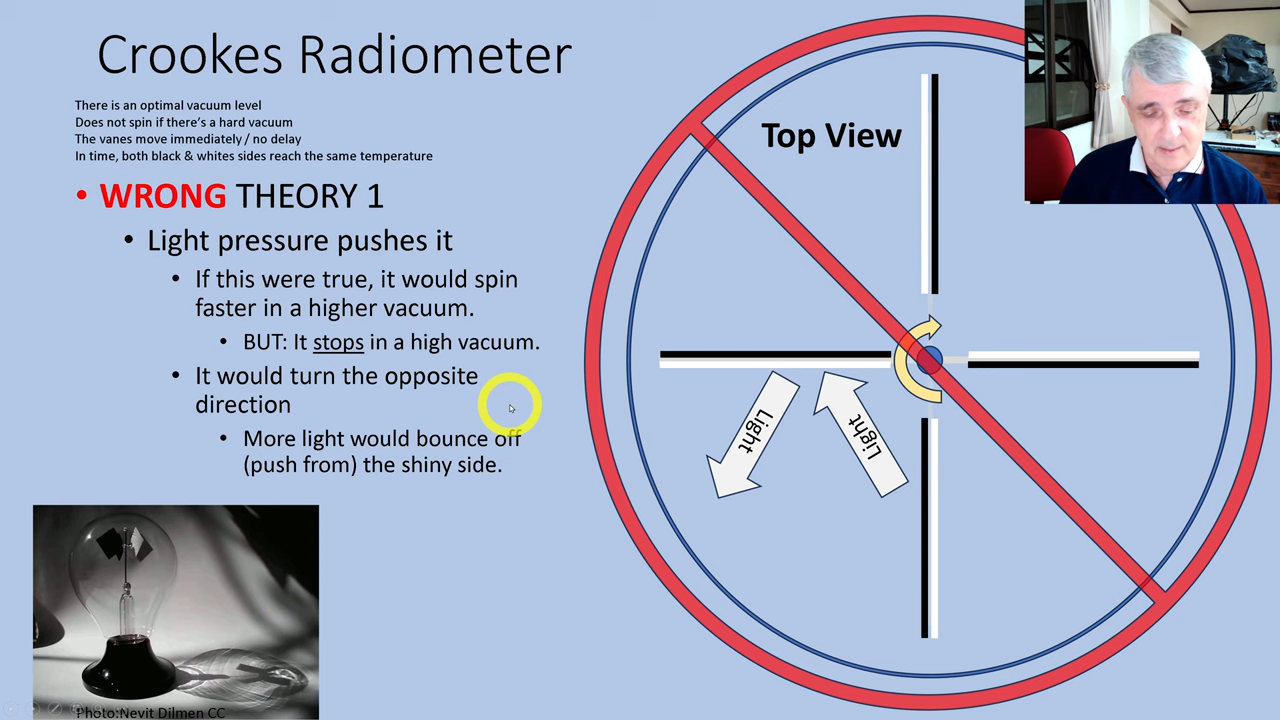 Crookes Radiometer
There is an optimal vacuum level
Does not spin if there's a hard vacuum
The vanes move immediately / no delay
In time, both black & whites sides reach the same temperature
• WRONG THEORY 1
• Light pressure pushes it
• If this were true, it would spin
faster in a higher vacuum.
• BUT: It stops in a high vacuum.
• It would turn the opposite
direction
• More light would bounce off
(push from) the shiny side.
Photo:Nevit Dilmen CC
Top View
Light
Light